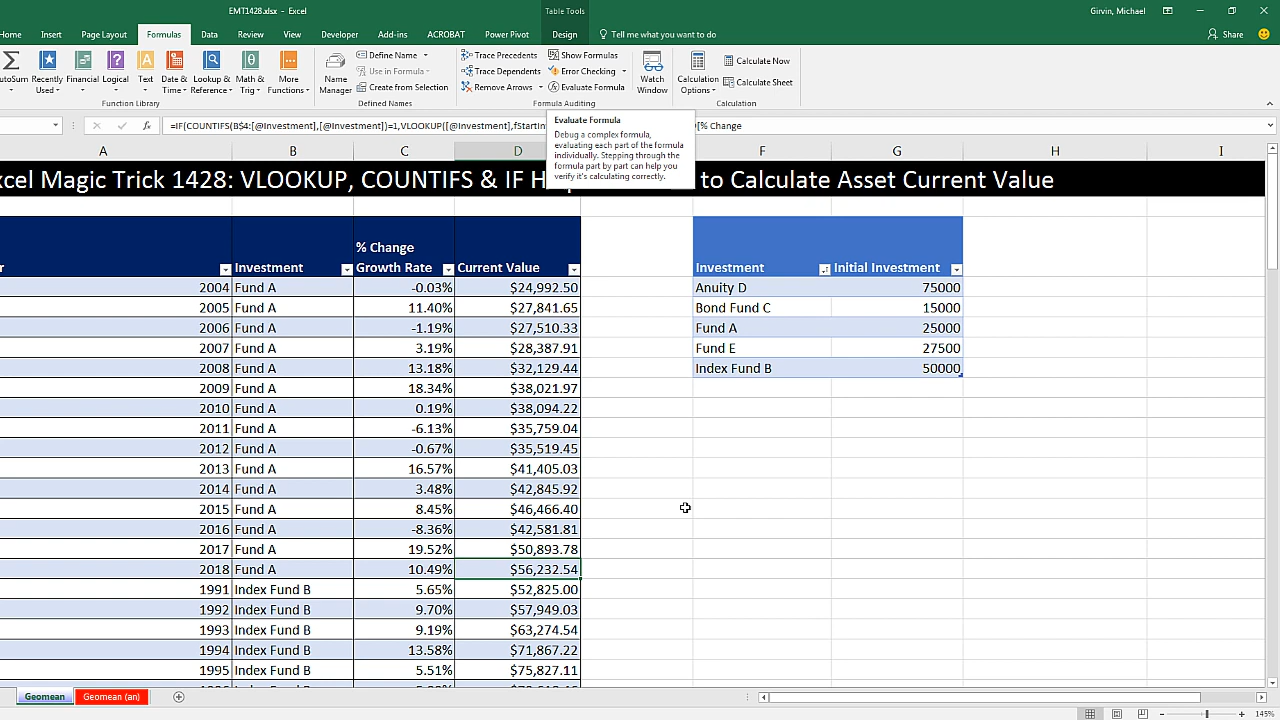 EMT1428.xlsx - Excel
Table Tools
Girvin, Michael
Home Insert Page Layout Formulas Data Review View Developer Add-ins ACROBAT Power Pivot Design Tell me what you want to do Share
Recently Used
Financial
Logical
Text
Date & Time
Lookup & Reference
Math & Trig
More Functions
Function Library
Name Manager
Define Name
Use in Formula
Create from Selection
Defined Names
Trace Precedents
Trace Dependents
Remove Arrows
Show Formulas
Error Checking
Evaluate Formula
Formula Auditing
Watch Window
Calculation Options
Calculate Now
Calculate Sheet
Calculation
=IF(COUNTIFS(B$4:[@Investment],[@Investment])=1,VLOOKUP([@Investment],fStartIn
[% Change
Evaluate Formula
Debug a complex formula,
evaluating each part of the formula
individually. Stepping through the
formula part by part can help you
verify it's calculating correctly.
A B C D F G H I
xcel Magic Trick 1428: VLOOKUP, COUNTIFS & IF H to Calculate Asset Current Value
r Investment % Change Growth Rate Current Value
2004 Fund A -0.03% $24,992.50
2005 Fund A 11.40% $27,841.65
2006 Fund A -1.19% $27,510.33
2007 Fund A 3.19% $28,387.91
2008 Fund A 13.18% $32,129.44
2009 Fund A 18.34% $38,021.97
2010 Fund A 0.19% $38,094.22
2011 Fund A -6.13% $35,759.04
2012 Fund A -0.67% $35,519.45
2013 Fund A 16.57% $41,405.03
2014 Fund A 3.48% $42,845.92
2015 Fund A 8.45% $46,466.40
2016 Fund A -8.36% $42,581.81
2017 Fund A 19.52% $50,893.78
2018 Fund A 10.49% $56,232.54
1991 Index Fund B 5.65% $52,825.00
1992 Index Fund B 9.70% $57,949.03
1993 Index Fund B 9.19% $63,274.54
1994 Index Fund B 13.58% $71,867.22
1995 Index Fund B 5.51% $75,827.11
Investment Initial Investment
Anuity D 75000
Bond Fund C 15000
Fund A 25000
Fund E 27500
Index Fund B 50000
Geomean Geomean (an)
145%